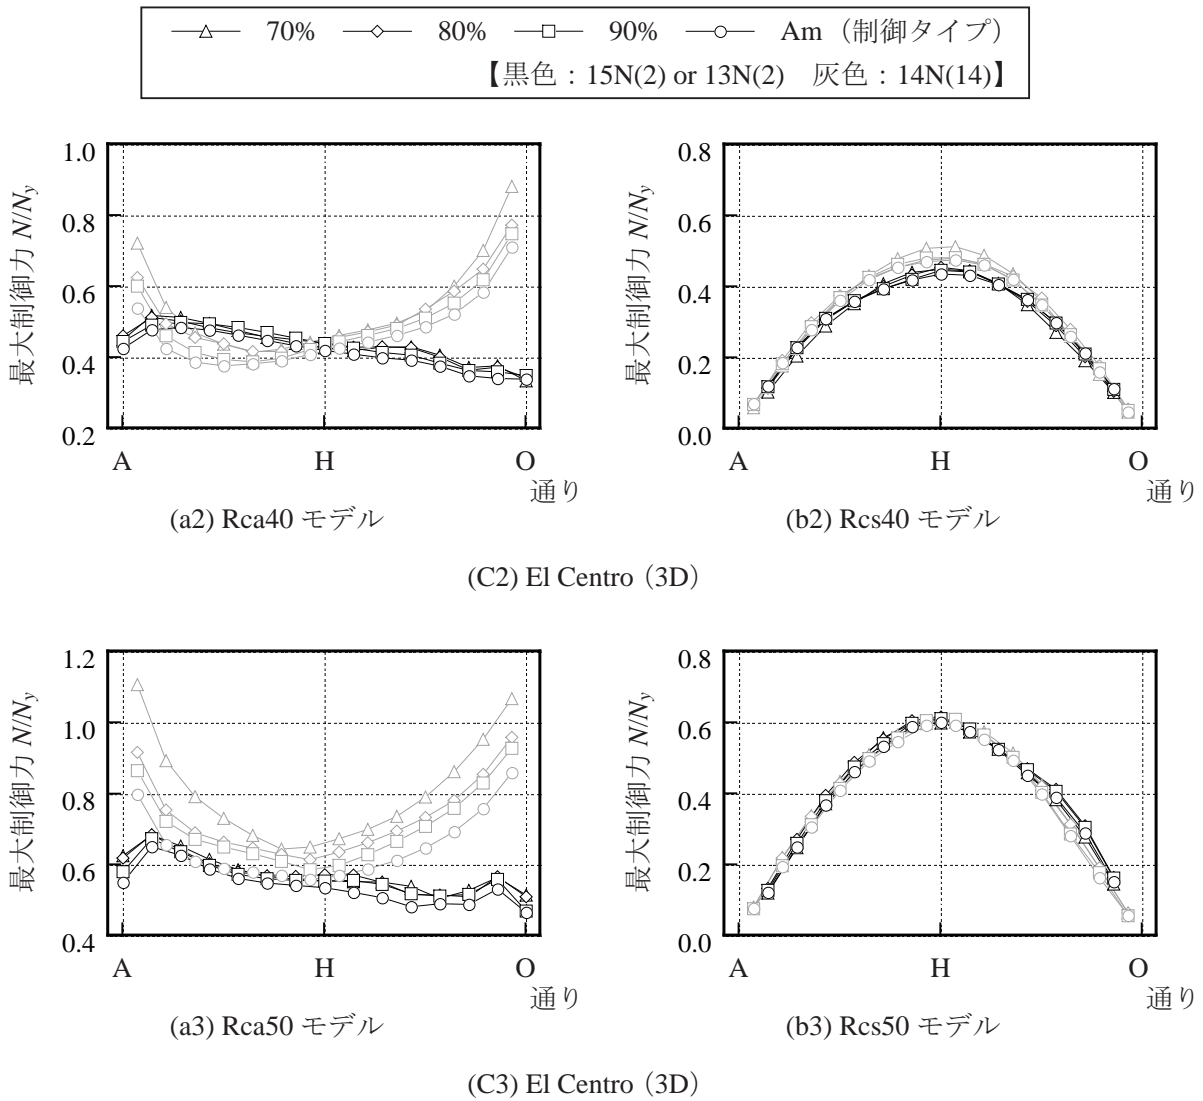 70% 80% 90% Am（制御タイプ）
【黒色：15N(2) or 13N(2) 灰色：14N(14)】
最大制御力 N/Ny
1.0
0.8
0.6
0.4
0.2
A H O
通り
(a2) Rca40 モデル
最大制御力 N/Ny
0.8
0.6
0.4
0.2
0.0
A H O
通り
(b2) Rcs40 モデル
(C2) El Centro（3D）
最大制御力 N/Ny
1.2
1.0
0.8
0.6
0.4
A H O
通り
(a3) Rca50 モデル
最大制御力 N/Ny
0.8
0.6
0.4
0.2
0.0
A H O
通り
(b3) Rcs50 モデル
(C3) El Centro（3D）